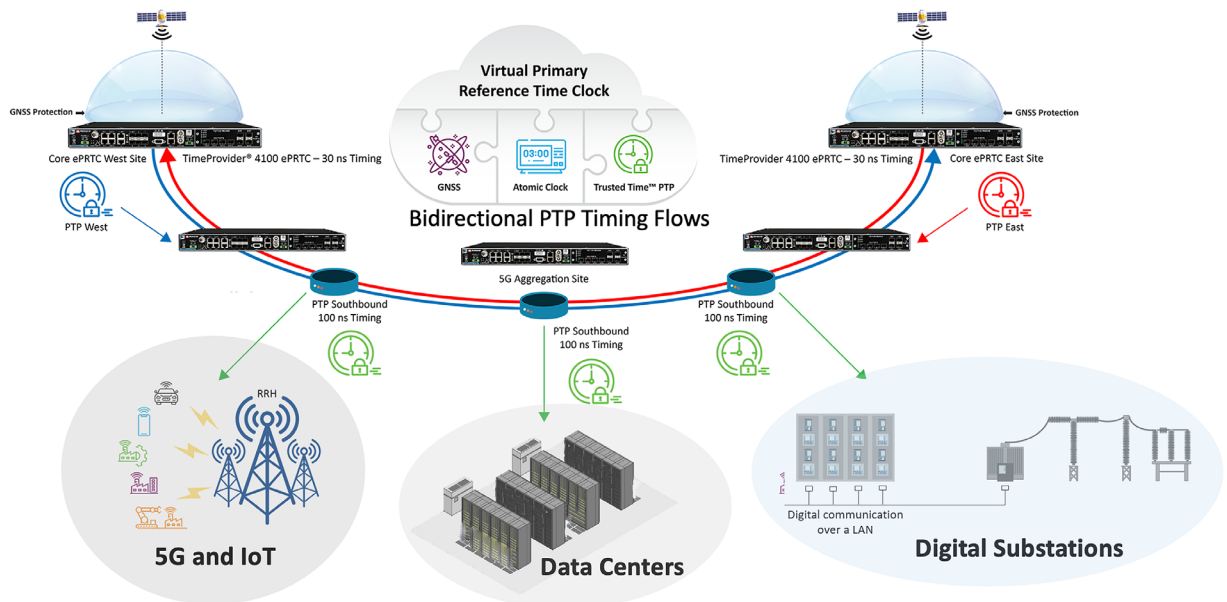 Virtual Primary
Reference Time Clock
GNSS
Atomic Clock
03:00
Trusted Time™ PTP
Bidirectional PTP Timing Flows
GNSS Protection
Core ePRTC West Site
TimeProvider® 4100 ePRTC – 30 ns Timing
PTP West
GNSS Protection
TimeProvider 4100 ePRTC – 30 ns Timing
Core ePRTC East Site
PTP East
5G Aggregation Site
PTP Southbound
100 ns Timing
PTP Southbound
100 ns Timing
PTP Southbound
100 ns Timing
RRH
5G and IoT
Data Centers
Digital communication
over a LAN
Digital Substations